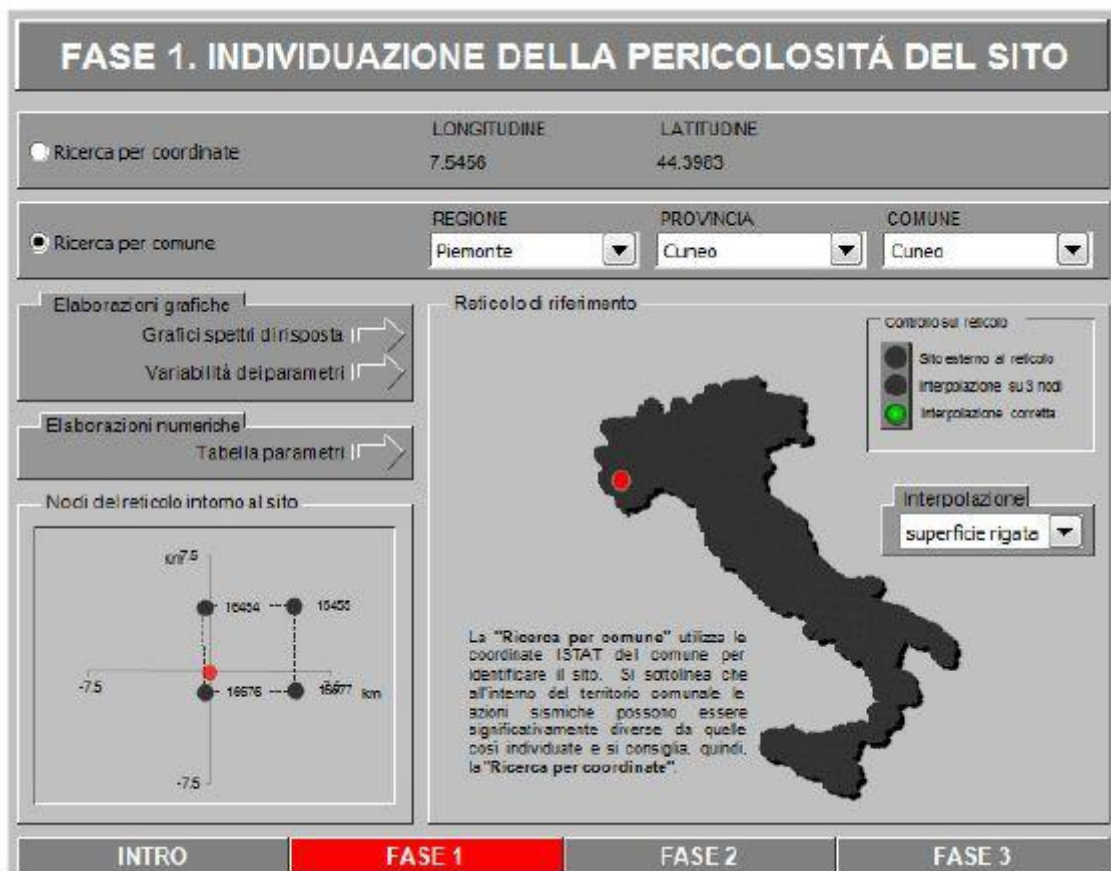 FASE 1. INDIVIDUAZIONE DELLA PERICOLOSITÁ DEL SITO
Ricerca per coordinate
LONGITUDINE
7.5456
LATITUDINE
44.3983
Ricerca per comune
REGIONE
Piemonte
PROVINCIA
Cuneo
COMUNE
Cuneo
Elaborazioni grafiche
Grafici spettri di risposta
Variabilità dei parametri
Elaborazioni numeriche
Tabella parametri
Nodi del reticolo intorno al sito
km
7.5
-7.5
km
-7.5
Reticolo di riferimento
Controllo sul reticolo
Sito esterno al reticolo
Interpolazione su 3 nodi
Interpolazione corretta
Interpolazione
superficie rigata
La "Ricerca per comune" utilizza le
coordinate ISTAT del comune per
identificare il sito. Si sottolinea che
all'interno del territorio comunale le
azioni sismiche possono essere
significativamente diverse da quelle
così individuate e si consiglia, quindi,
la "Ricerca per coordinate".
INTRO
FASE 1
FASE 2
FASE 3